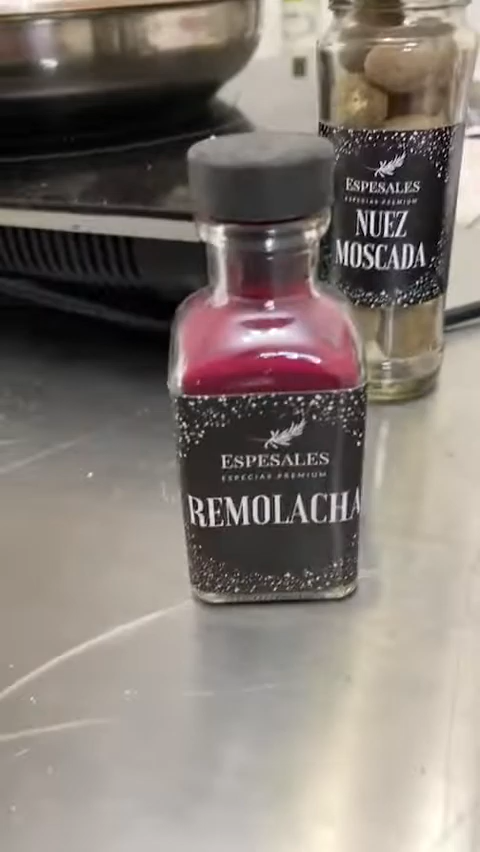 ESPESALES
ESPECIAS PREMIUM
NUEZ
MOSCADA
ESPESALES
ESPECIAS PREMIUM
REMOLACHA